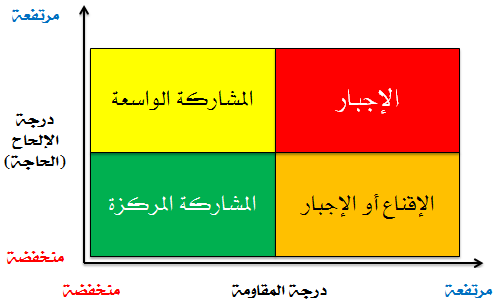 مرتفعة
الإجبار
المشاركة الواسعة
درجة
الإلحاح
(الحاجة)
الإقناع أو الإجبار
المشاركة المركزة
منخفضة
منخفضة
درجة المقاومة
مرتفعة